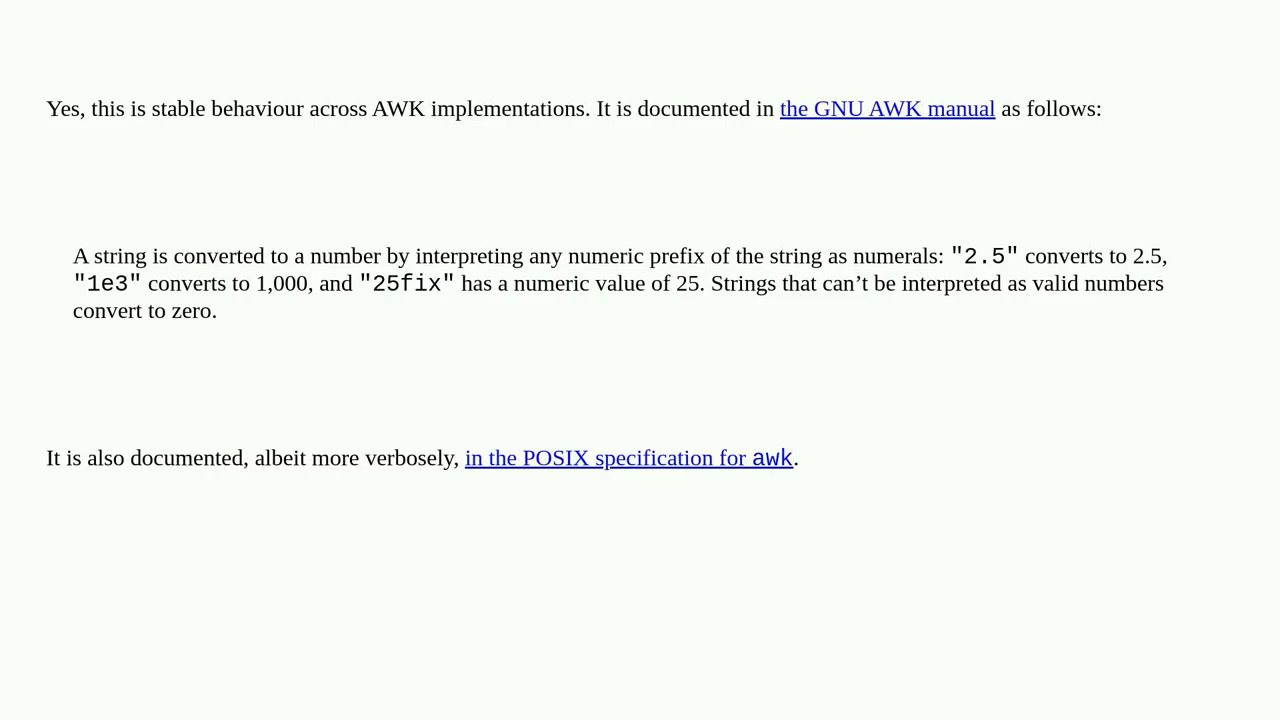 Yes, this is stable behaviour across AWK implementations. It is documented in the GNU AWK manual as follows:
A string is converted to a number by interpreting any numeric prefix of the string as numerals: "2.5" converts to 2.5,
"1e3" converts to 1,000, and "25fix" has a numeric value of 25. Strings that can’t be interpreted as valid numbers
convert to zero.
It is also documented, albeit more verbosely, in the POSIX specification for awk.